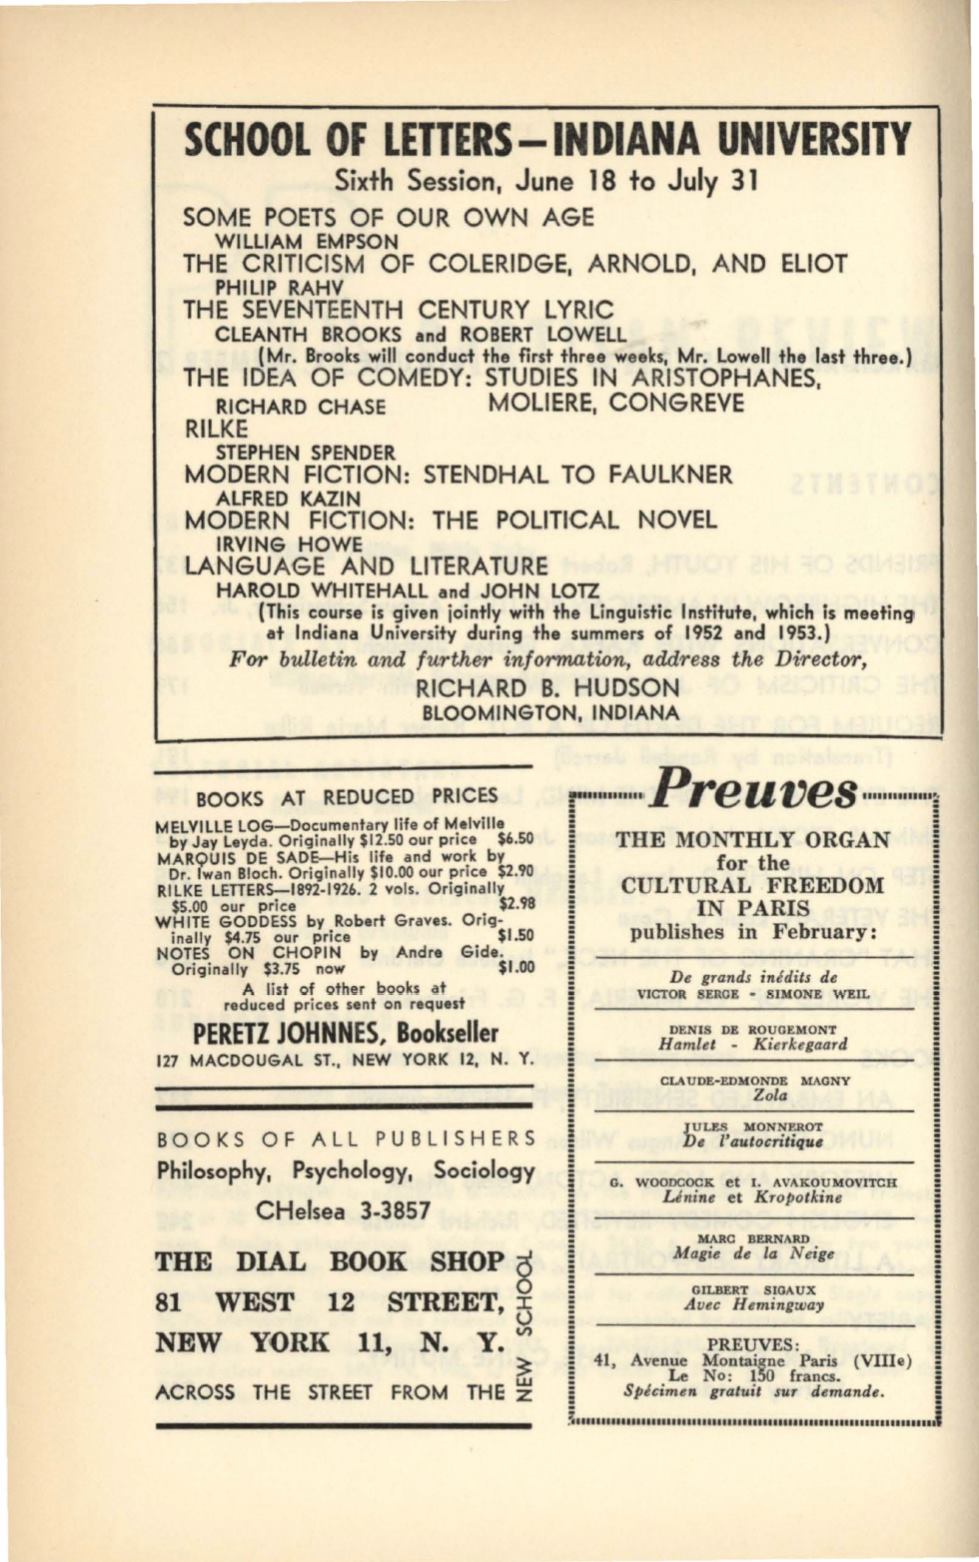 SCHOOL OF LETTERS—INDIANA UNIVERSITY
Sixth Session, June 18 to July 31
SOME POETS OF OUR OWN AGE
WILLIAM EMPSON
THE CRITICISM OF COLERIDGE, ARNOLD, AND ELIOT
PHILIP RAHV
THE SEVENTEENTH CENTURY LYRIC
CLEANTH BROOKS and ROBERT LOWELL
(Mr. Brooks will conduct the first three weeks, Mr. Lowell the last three.)
THE IDEA OF COMEDY: STUDIES IN ARISTOPHANES,
RICHARD CHASE MOLIERE, CONGREVE
RILKE
STEPHEN SPENDER
MODERN FICTION: STENDHAL TO FAULKNER
ALFRED KAZIN
MODERN FICTION: THE POLITICAL NOVEL
IRVING HOWE
LANGUAGE AND LITERATURE
HAROLD WHITEHALL and JOHN LOTZ
(This course is given jointly with the Linguistic Institute, which is meeting
at Indiana University during the summers of 1952 and 1953.)
For bulletin and further information, address the Director,
RICHARD B. HUDSON
BLOOMINGTON, INDIANA
BOOKS AT REDUCED PRICES
MELVILLE LOG—Documentary life of Melville
by Jay Leyda. Originally $12.50 our price $6.50
MARQUIS DE SADE—His life and work by
Dr. Iwan Bloch. Originally $10.00 our price $2.90
RILKE LETTERS—1892-1926. 2 vols. Originally
$5.00 our price $2.98
WHITE GODDESS by Robert Graves. Orig-
inally $4.75 our price $1.50
NOTES ON CHOPIN by Andre Gide.
Originally $3.75 now $1.00
A list of other books at
reduced prices sent on request
PERETZ JOHNNES, Bookseller
127 MACDOUGAL ST., NEW YORK 12, N. Y.
BOOKS OF ALL PUBLISHERS
Philosophy, Psychology, Sociology
CHelsea 3-3857
THE DIAL BOOK SHOP
81 WEST 12 STREET,
NEW YORK 11, N. Y.
ACROSS THE STREET FROM THE
NEW SCHOOL
Preuves
THE MONTHLY ORGAN
for the
CULTURAL FREEDOM
IN PARIS
publishes in February:
De grands inédits de
VICTOR SERGE - SIMONE WEIL
DENIS DE ROUGEMONT
Hamlet - Kierkegaard
CLAUDE-EDMONDE MAGNY
Zola
JULES MONNEROT
De l'autocritique
G. WOODCOCK et I. AVAKOUMOVITCH
Lénine et Kropotkine
MARC BERNARD
Magie de la Neige
GILBERT SIGAUX
Avec Hemingway
PREUVES:
41, Avenue Montaigne Paris (VIIIe)
Le No: 150 francs.
Spécimen gratuit sur demande.